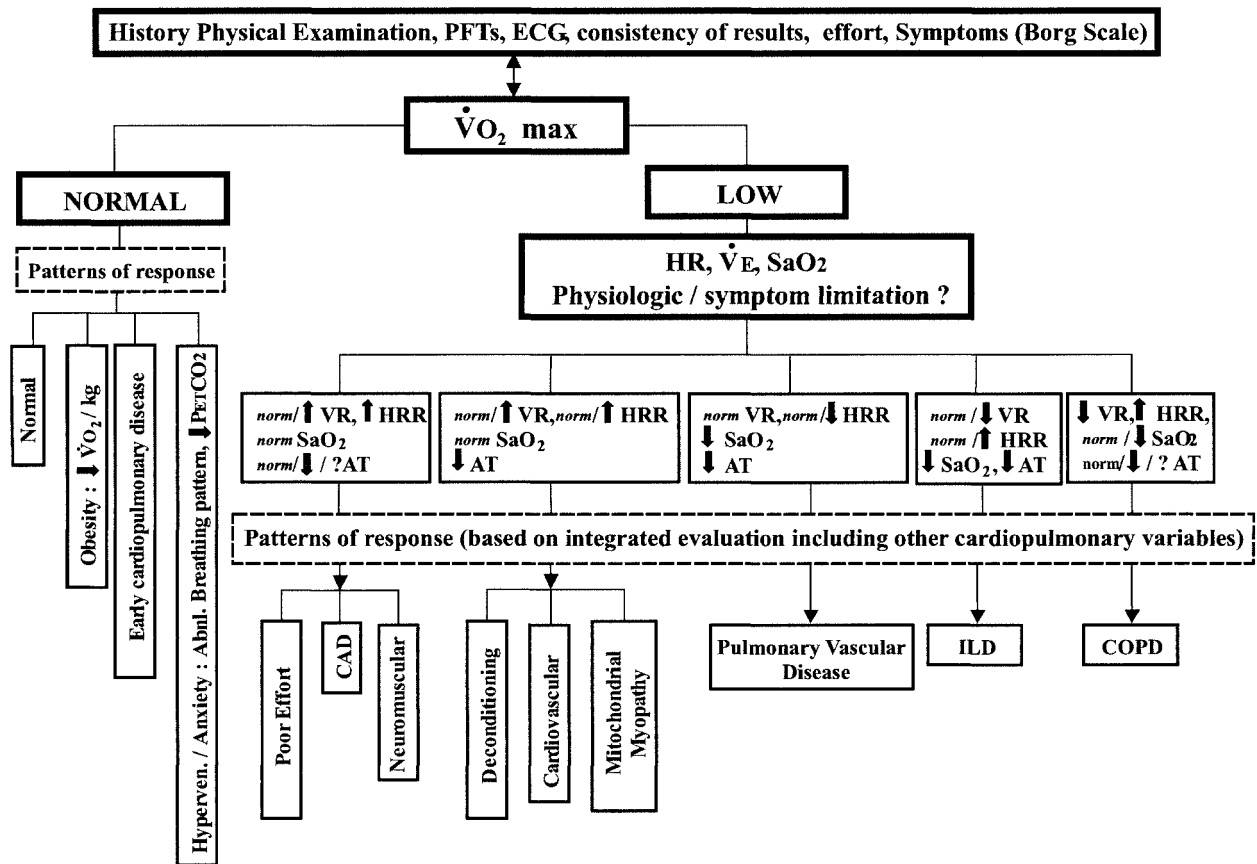 History Physical Examination, PFTs, ECG, consistency of results, effort, Symptoms (Borg Scale)
V̇O₂ max
NORMAL
LOW
Patterns of response
HR, V̇E, SaO₂
Physiologic / symptom limitation ?
Normal
Obesity : ⬇ V̇O₂ / kg
Early cardiopulmonary disease
Hyperven. / Anxiety : Abnl. Breathing pattern, ⬇PETCO2
norm/⬆ VR, ⬆ HRR
norm SaO₂
norm/⬇ / ?AT
norm/⬆ VR, norm/⬆ HRR
norm SaO₂
⬇ AT
norm VR, norm/⬇ HRR
⬇ SaO₂
⬇ AT
norm /⬇ VR
norm /⬆ HRR
⬇ SaO₂, ⬇ AT
⬇ VR,⬆ HRR,
norm /⬇ SaO2
norm/⬇ / ? AT
Patterns of response (based on integrated evaluation including other cardiopulmonary variables)
Poor Effort
CAD
Neuromuscular
Deconditioning
Cardiovascular
Mitochondrial
Myopathy
Pulmonary Vascular
Disease
ILD
COPD